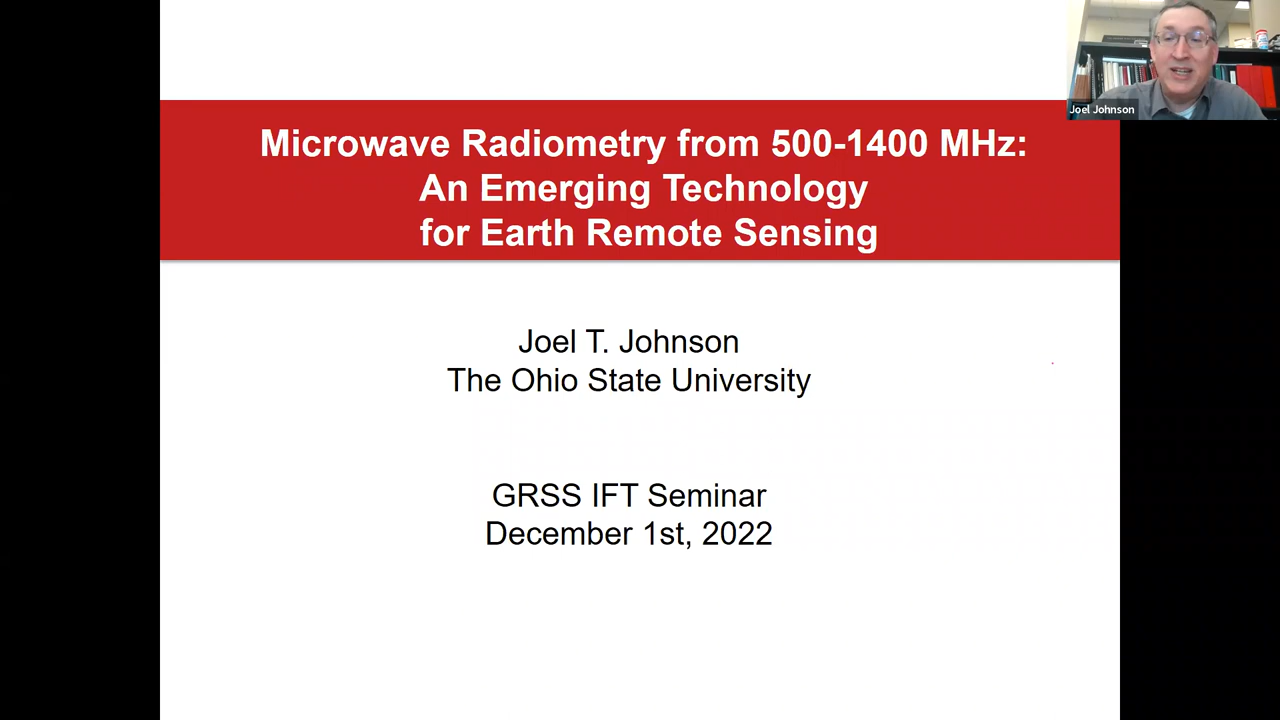 Microwave Radiometry from 500-1400 MHz:
An Emerging Technology
for Earth Remote Sensing
Joel Johnson
Joel T. Johnson
The Ohio State University
GRSS IFT Seminar
December 1st, 2022